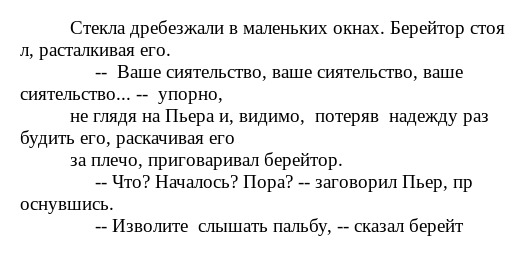 Стекла дребезжали в маленьких окнах. Берейтор стоя
л, расталкивая его.
-- Ваше сиятельство, ваше сиятельство, ваше
сиятельство... -- упорно,
не глядя на Пьера и, видимо, потеряв надежду раз
будить его, раскачивая его
за плечо, приговаривал берейтор.
-- Что? Началось? Пора? -- заговорил Пьер, пр
оснувшись.
-- Изволите слышать пальбу, -- сказал берейт